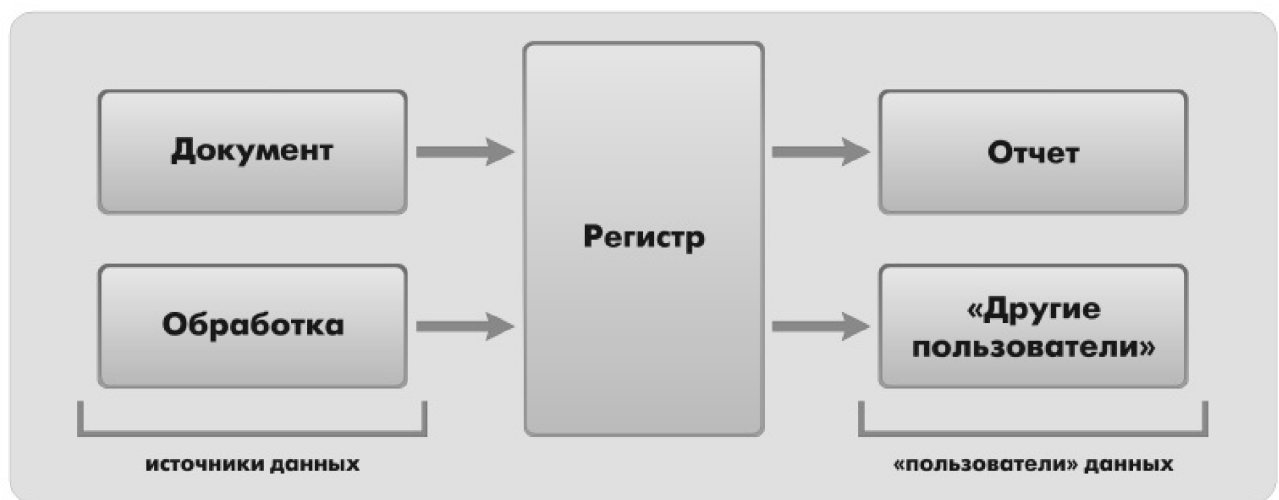 Документ
Обработка
источники данных
Регистр
Отчет
«Другие
пользователи»
«пользователи» данных